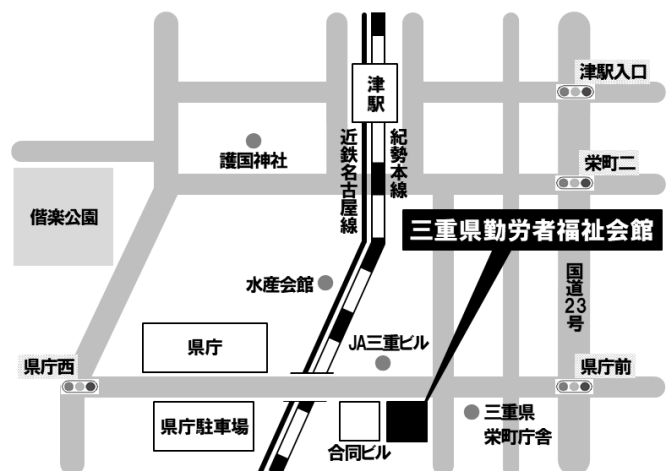 津駅入口
津駅
近鉄名古屋線
紀勢本線
護国神社
栄町二
偕楽公園
三重県勤労者福祉会館
水産会館
国道23号
県庁
JA三重ビル
県庁西
県庁前
県庁駐車場
合同ビル
三重県
栄町庁舎